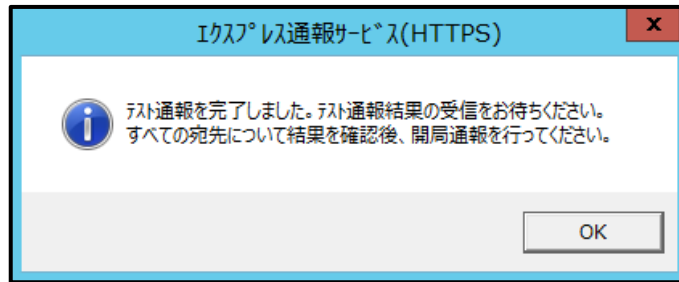 ｴｸｽﾌﾟﾚｽ通報ｻｰﾋﾞｽ(HTTPS)
x
ﾃｽﾄ通報を完了しました。ﾃｽﾄ通報結果の受信をお待ちください。
すべての宛先について結果を確認後、開局通報を行ってください。
OK